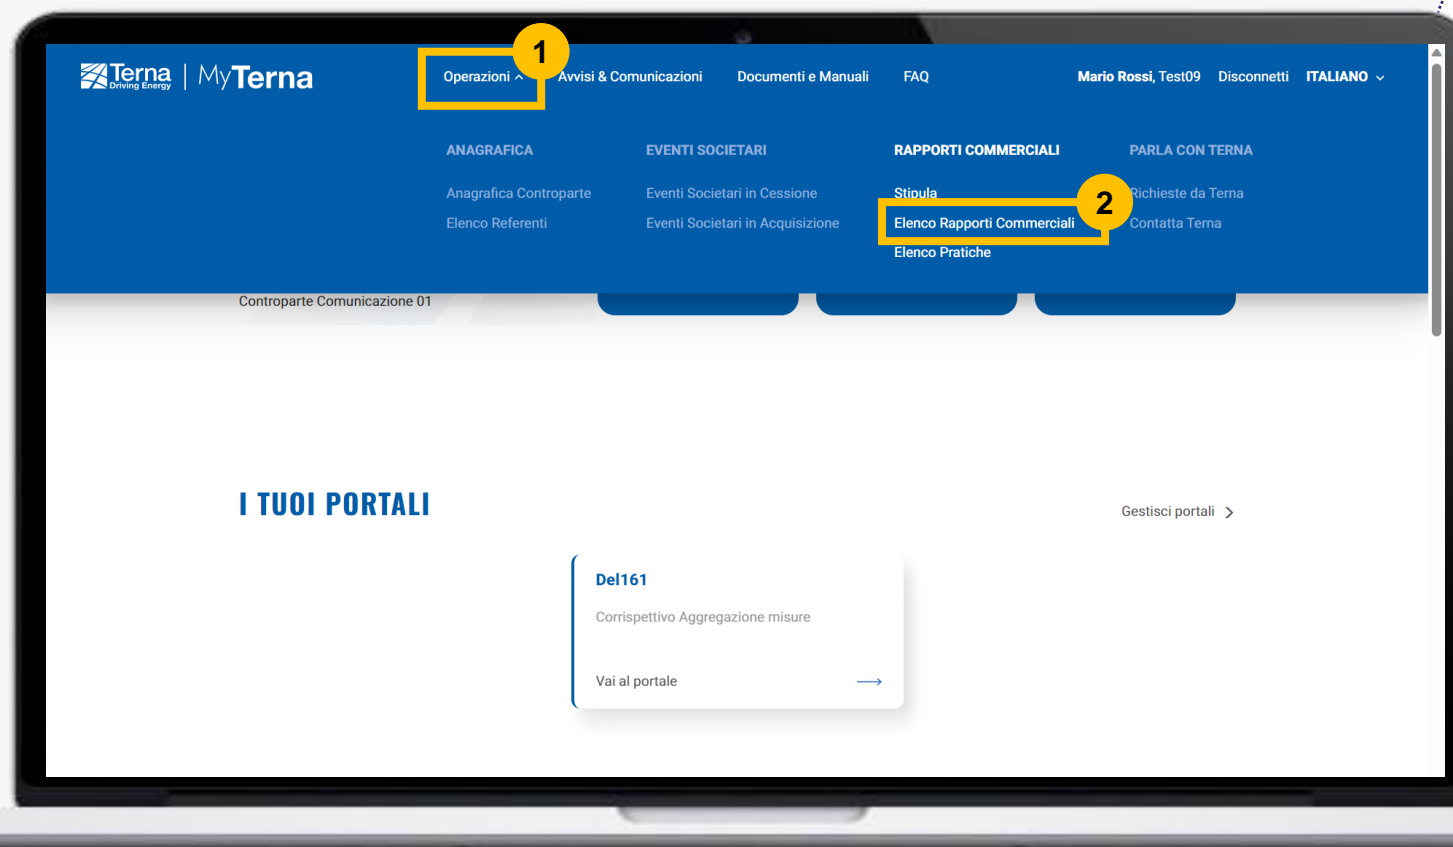 1
Terna
Driving Energy
MyTerna
Operazioni
Avvisi & Comunicazioni
Documenti e Manuali
FAQ
Mario Rossi, Test09
Disconnetti
ITALIANO
ANAGRAFICA
Anagrafica Controparte
Elenco Referenti
EVENTI SOCIETARI
Eventi Societari in Cessione
Eventi Societari in Acquisizione
RAPPORTI COMMERCIALI
Stipula
2
Elenco Rapporti Commerciali
Elenco Pratiche
PARLA CON TERNA
Richieste da Terna
Contatta Terna
Controparte Comunicazione 01
I TUOI PORTALI
Gestisci portali
Del161
Corrispettivo Aggregazione misure
Vai al portale